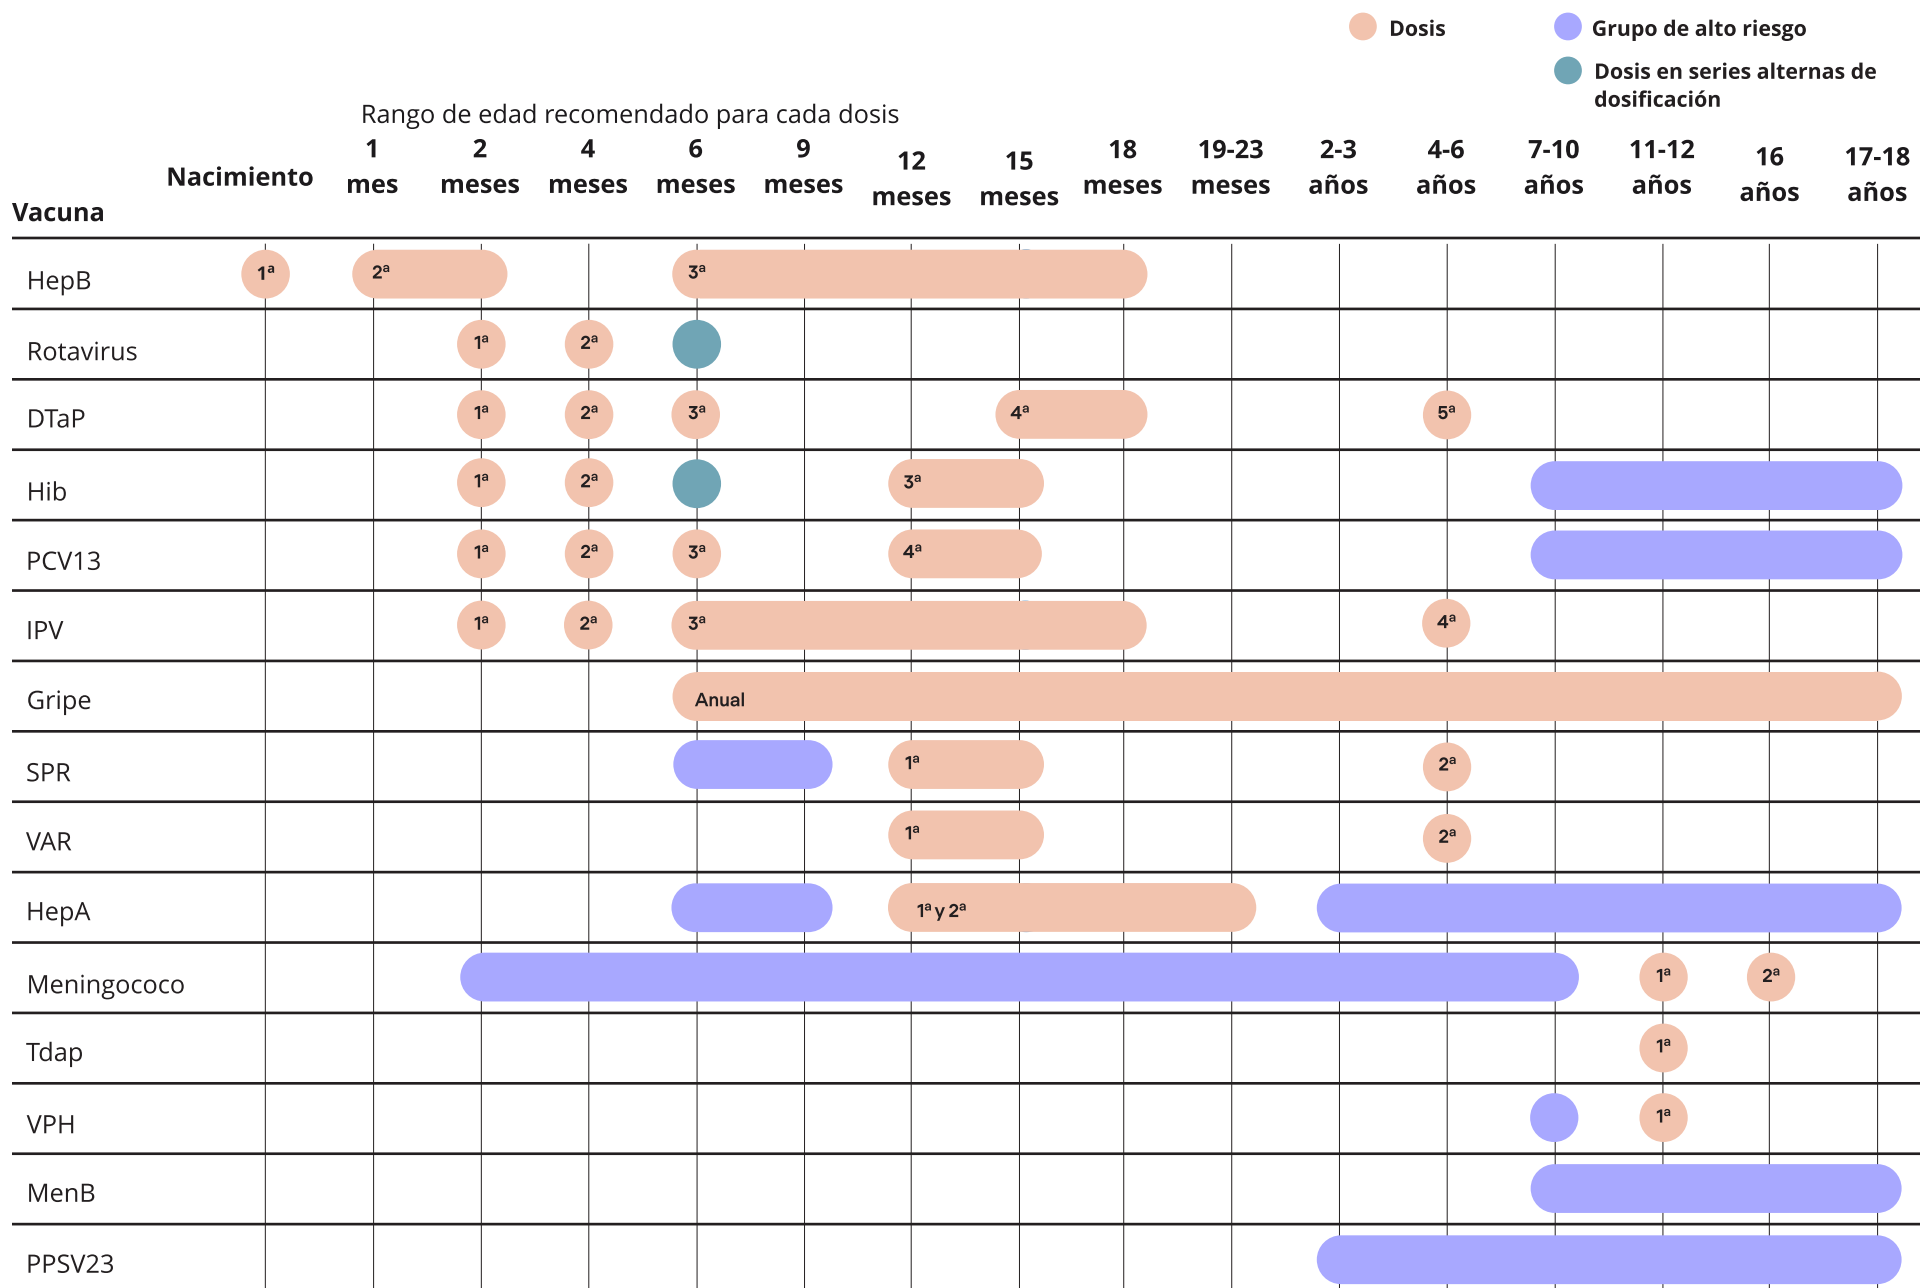 Dosis
Grupo de alto riesgo
Dosis en series alternas de
dosificación
Rango de edad recomendado para cada dosis
Vacuna
Nacimiento
1
mes
2
meses
4
meses
6
meses
9
meses
12
meses
15
meses
18
meses
19-23
meses
2-3
años
4-6
años
7-10
años
11-12
años
16
años
17-18
años
HepB 1ª 2ª 3ª
Rotavirus 1ª 2ª
DTaP 1ª 2ª 3ª 4ª 5ª
Hib 1ª 2ª 3ª
PCV13 1ª 2ª 3ª 4ª
IPV 1ª 2ª 3ª 4ª
Gripe Anual
SPR 1ª 2ª
VAR 1ª 2ª
HepA 1ª y 2ª
Meningococo 1ª 2ª
Tdap 1ª
VPH 1ª
MenB
PPSV23